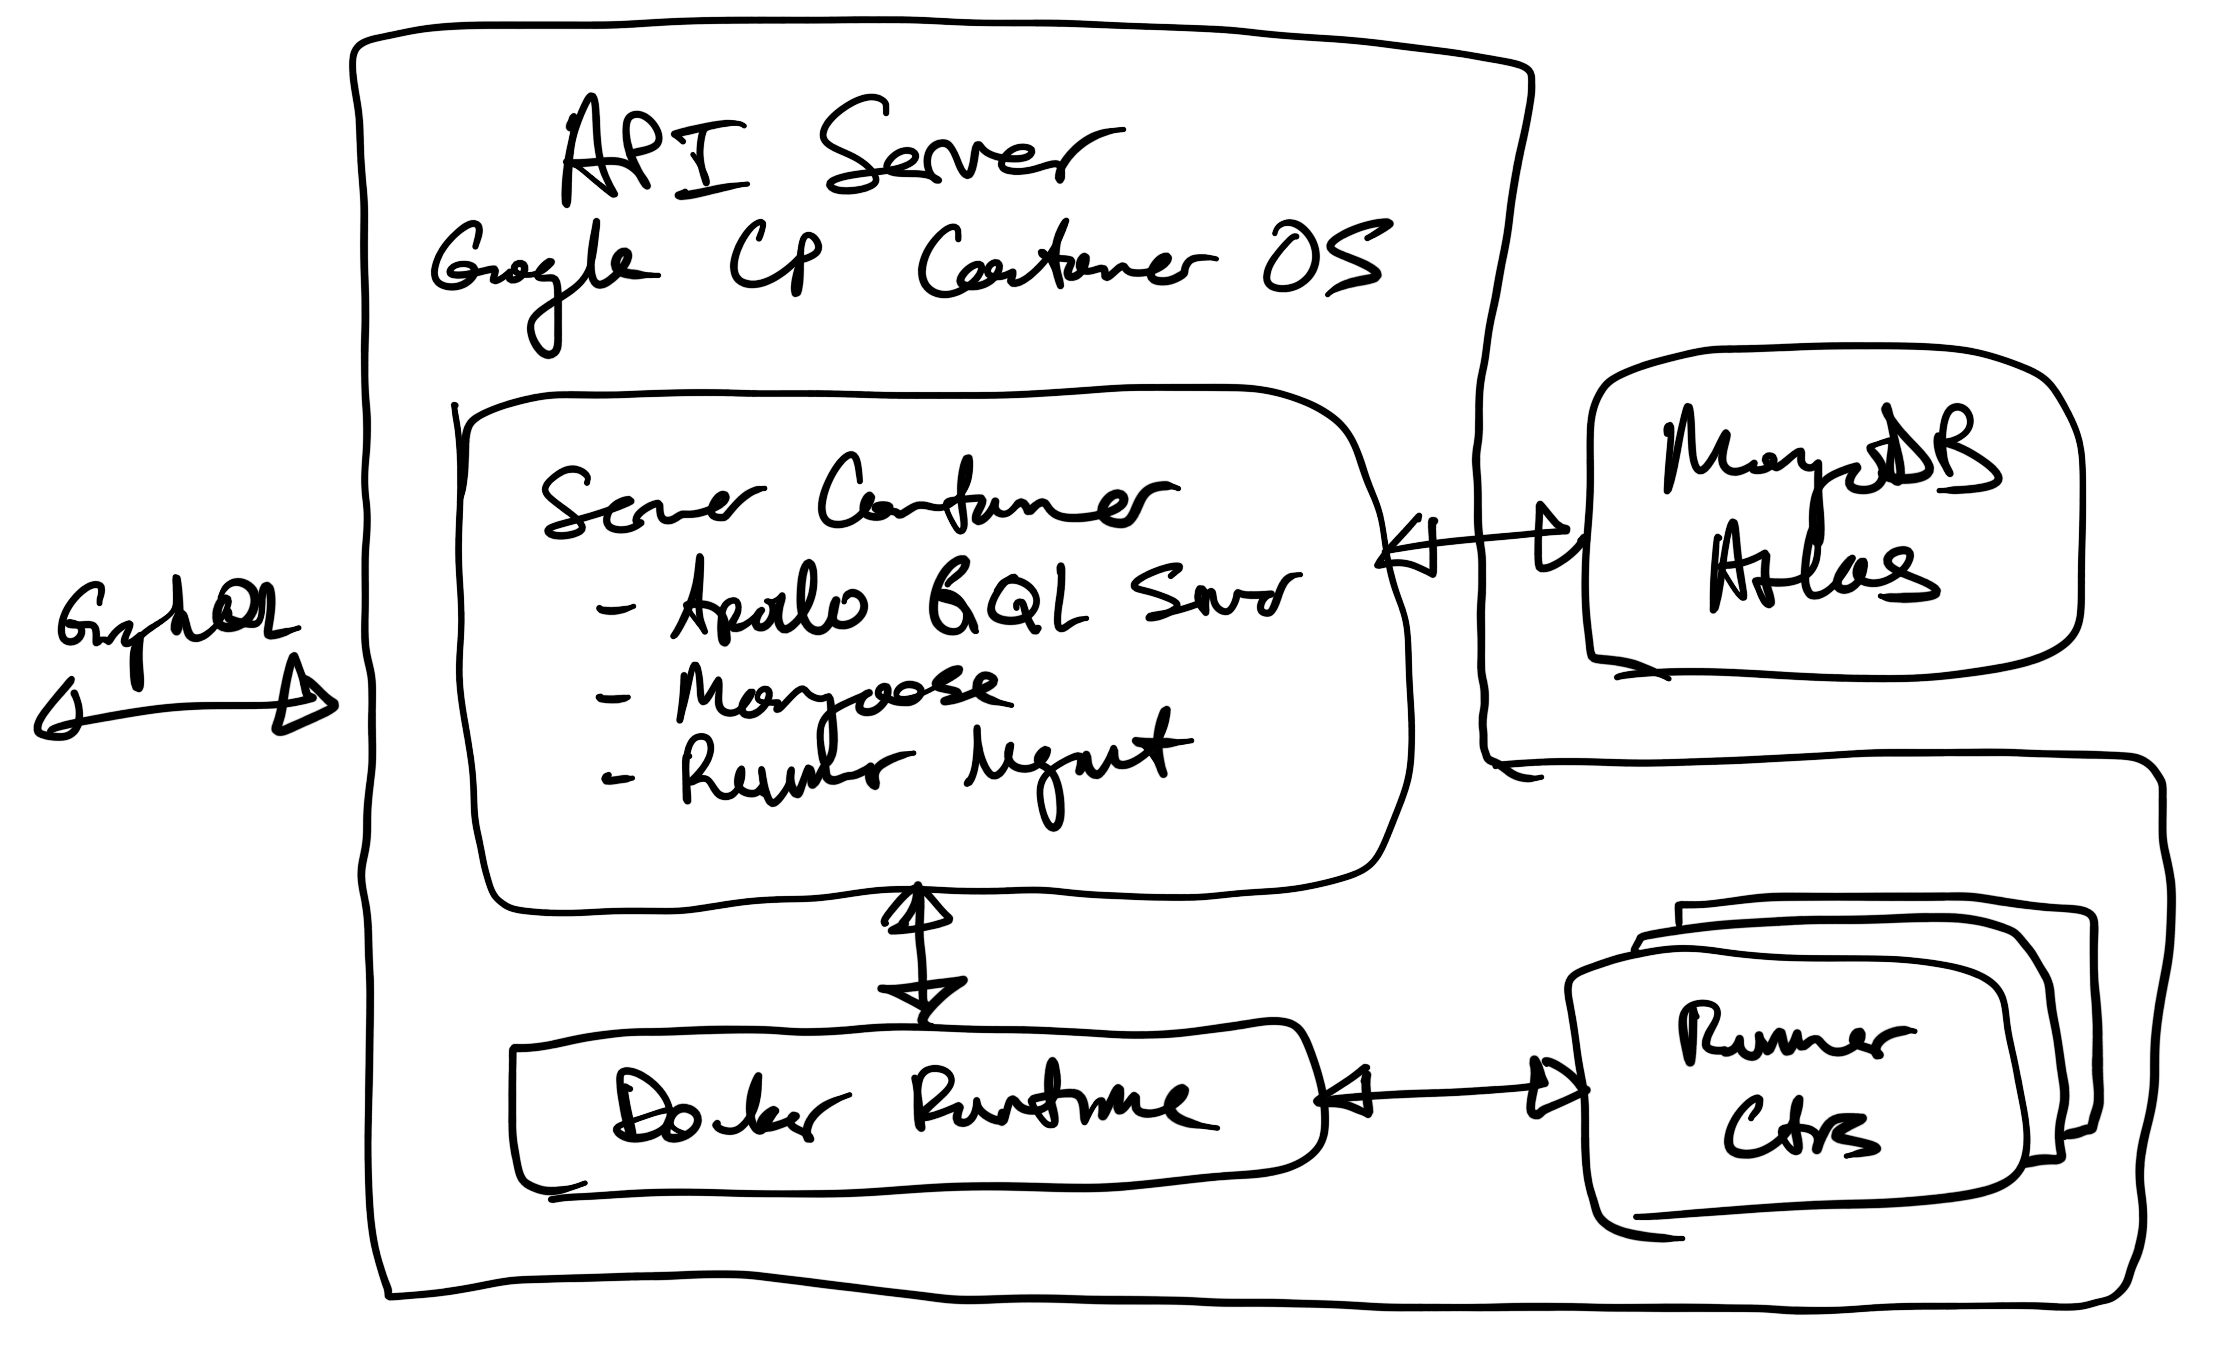 API Server
Google CP Container OS
Server Container
- Apollo GQL Server
- Mongoose
- Runner Mgmt
GraphQL
MongoDB
Atlas
Docker Runtime
Runner
Ctrs